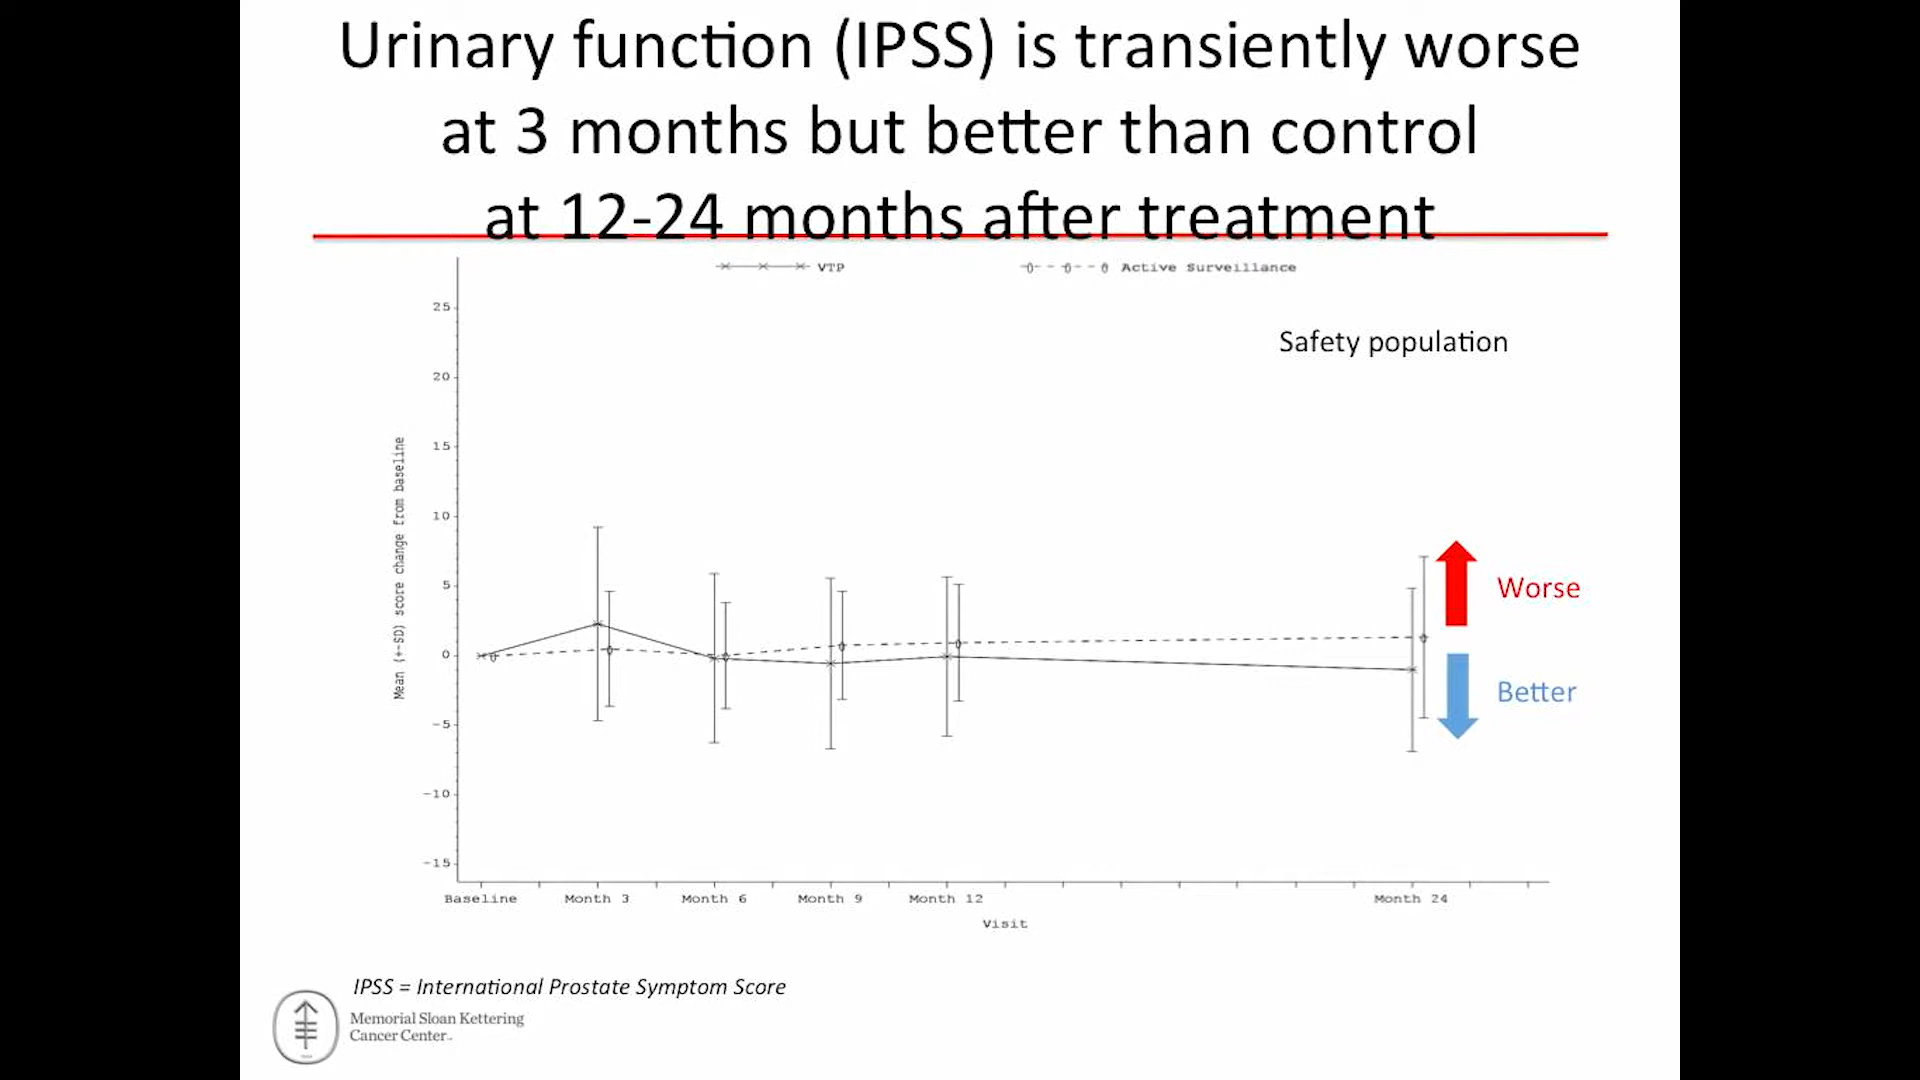 Urinary function (IPSS) is transiently worse
at 3 months but better than control
at 12-24 months after treatment
VTP
Active Surveillance
Safety population
Mean (+-SD) score change from baseline
25
20
15
10
5
0
-5
-10
-15
Worse
Better
Baseline
Month 3
Month 6
Month 9
Month 12
Month 24
Visit
IPSS = International Prostate Symptom Score
Memorial Sloan Kettering
Cancer Center